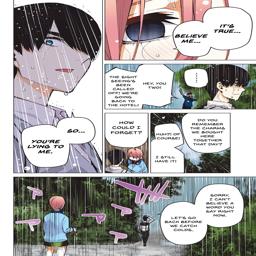 IT'S
TRUE...
BELIEVE
ME...
THE SIGHT
SEEING'S
BEEN CALLED
OFF! WE'RE
GOING
BACK TO
THE HOTEL!
HEY, YOU
TWO!
SO...
YOU'RE
LYING TO
ME.
DO YOU
REMEMBER
THE CHARMS
WE BOUGHT
HERE
TOGETHER
THAT DAY?
HUH?! OF
COURSE!
I STILL
HAVE IT!
HOW
COULD I
FORGET?
SORRY,
I CAN'T
BELIEVE A
WORD YOU
SAY RIGHT
NOW.
LET'S GO
BACK BEFORE
WE CATCH
COLDS.